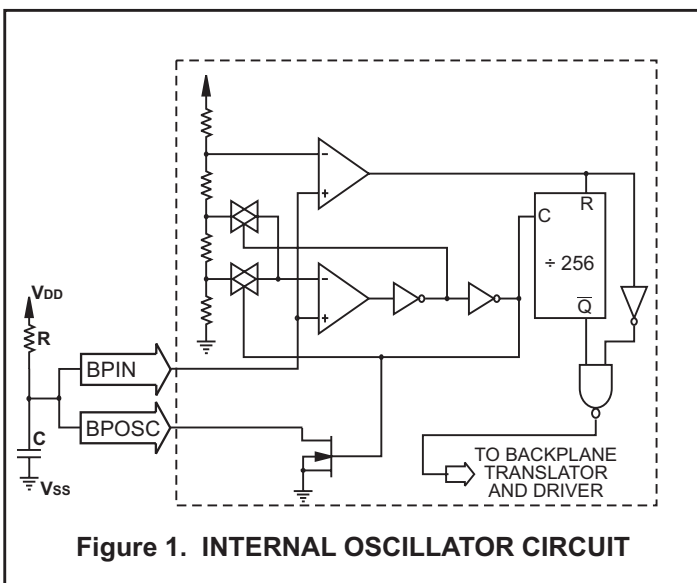 VDD
R
BPIN
BPOSC
C
VSS
-
+
-
+
C
R
÷ 256
Q̅
TO BACKPLANE
TRANSLATOR
AND DRIVER
Figure 1. INTERNAL OSCILLATOR CIRCUIT